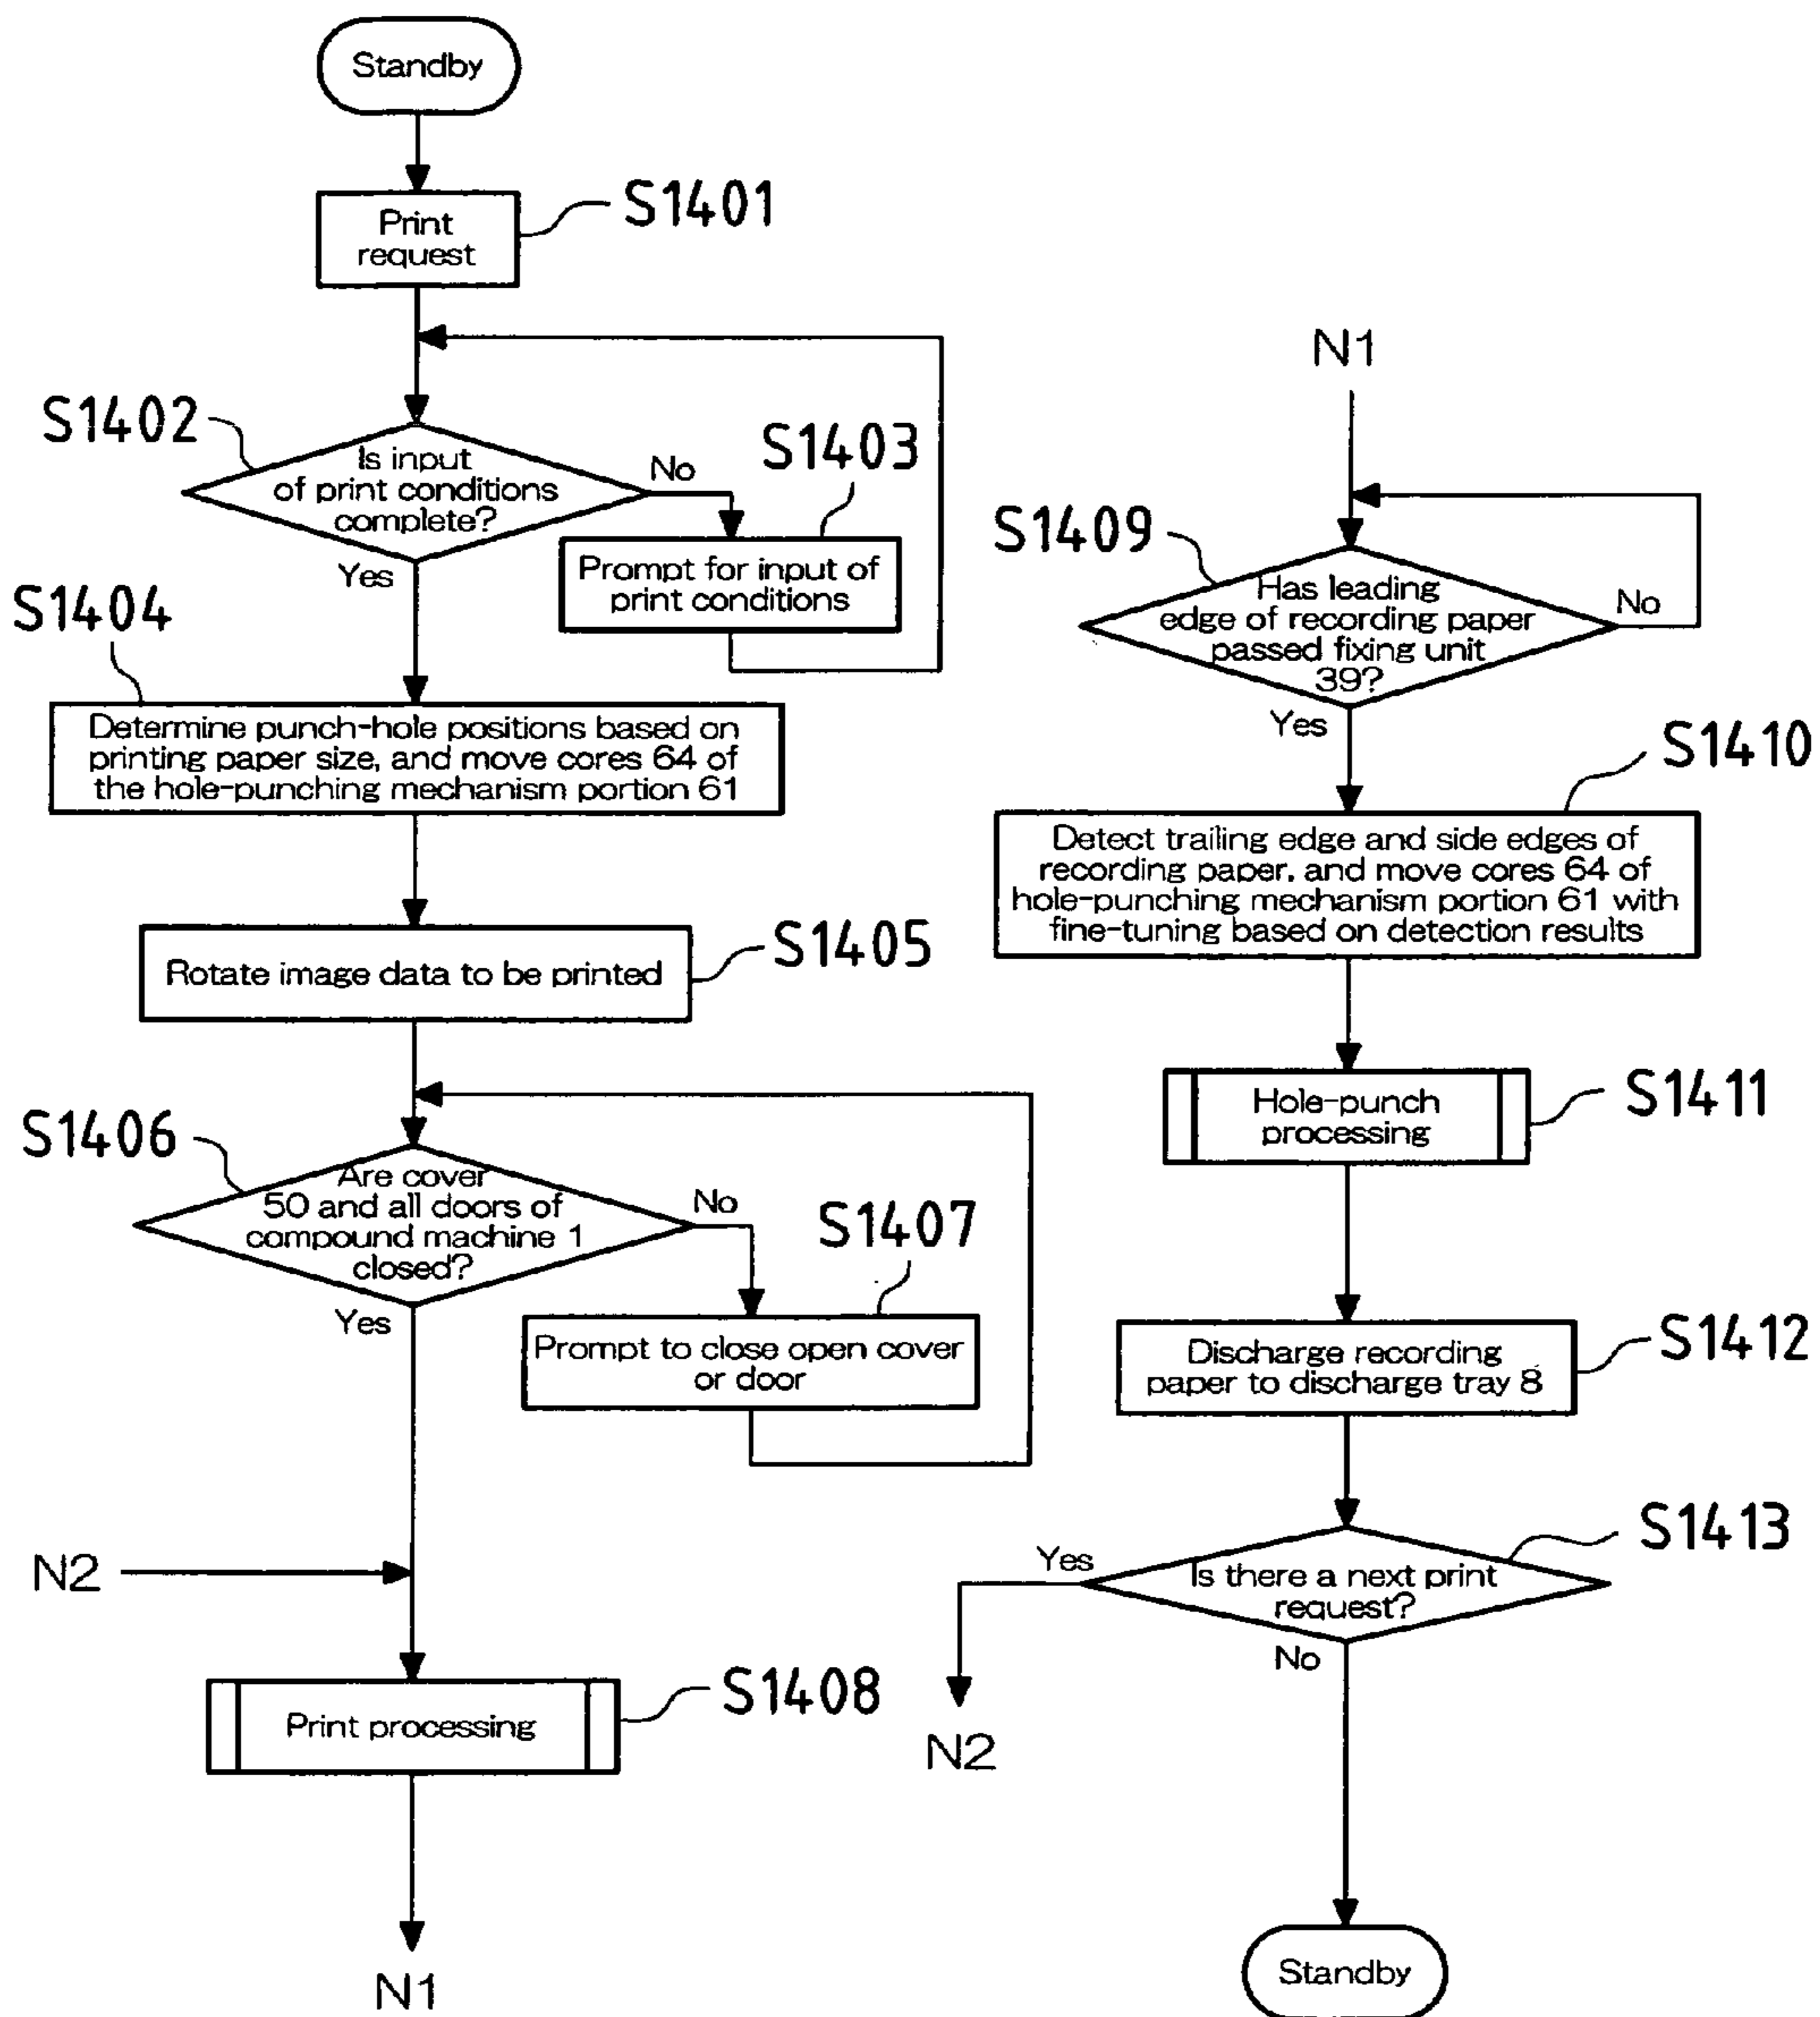 Standby
S1401
Print
request
S1402
Is input
of print conditions
complete?
No
S1403
Prompt for input of
print conditions
Yes
S1404
Determine punch-hole positions based on
printing paper size, and move cores 64 of
the hole-punching mechanism portion 61
S1405
Rotate image data to be printed
S1406
Are cover
50 and all doors of
compound machine 1
closed?
No
S1407
Prompt to close open cover
or door
Yes
N2
S1408
Print processing
N1
N1
S1409
Has leading
edge of recording paper
passed fixing unit
39?
No
Yes
S1410
Detect trailing edge and side edges of
recording paper, and move cores 64 of
hole-punching mechanism portion 61 with
fine-tuning based on detection results
S1411
Hole-punch
processing
S1412
Discharge recording
paper to discharge tray 8
S1413
Is there a next print
request?
Yes
N2
No
Standby